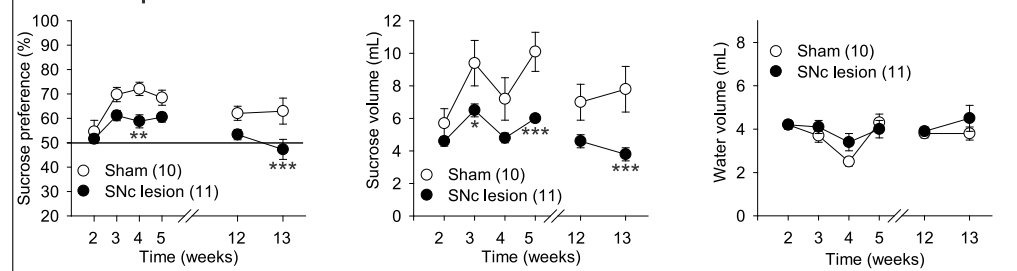 Sucrose preference (%)
100
90
80
70
60
50
40
30
20
**
***
Sham (10)
SNc lesion (11)
2 3 4 5 12 13
Time (weeks)
Sucrose volume (mL)
12
10
8
6
4
2
0
*
***
***
Sham (10)
SNc lesion (11)
2 3 4 5 12 13
Time (weeks)
Water volume (mL)
8
6
4
2
0
Sham (10)
SNc lesion (11)
2 3 4 5 12 13
Time (weeks)